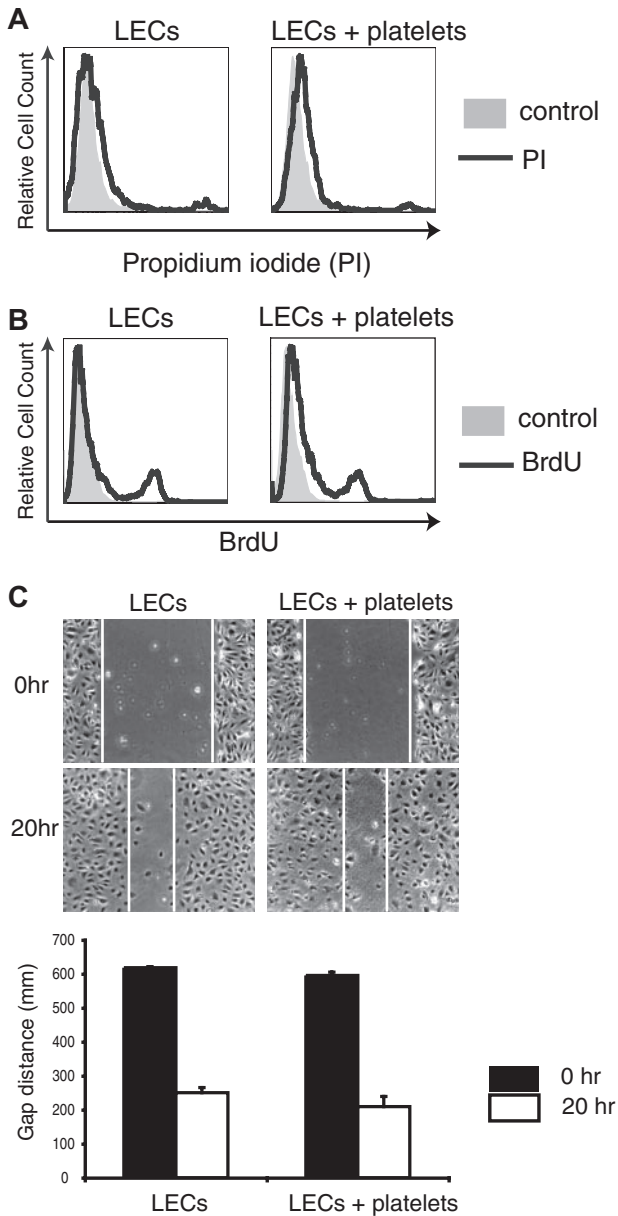 A
LECs
LECs + platelets
Relative Cell Count
control
PI
Propidium iodide (PI)
B
LECs
LECs + platelets
Relative Cell Count
control
BrdU
BrdU
C
LECs
LECs + platelets
0hr
20hr
Gap distance (mm)
700
600
500
400
300
200
100
0
0 hr
20 hr
LECs
LECs + platelets